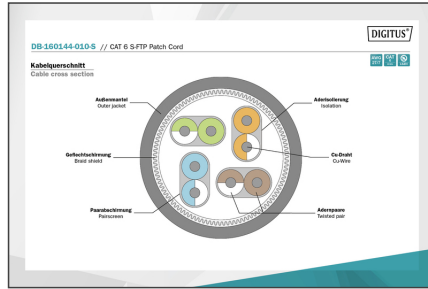 DIGITUS®
DB-160144-010-S // CAT 6 S-FTP Patch Cord
Kabelquerschnitt
Cable cross section
Außenmantel
Outer jacket
Aderisolierung
Isolation
Geflechtschirmung
Braid shield
Cu-Draht
Cu-Wire
Paarabschirmung
Pairscreen
Adernpaare
Twisted pair